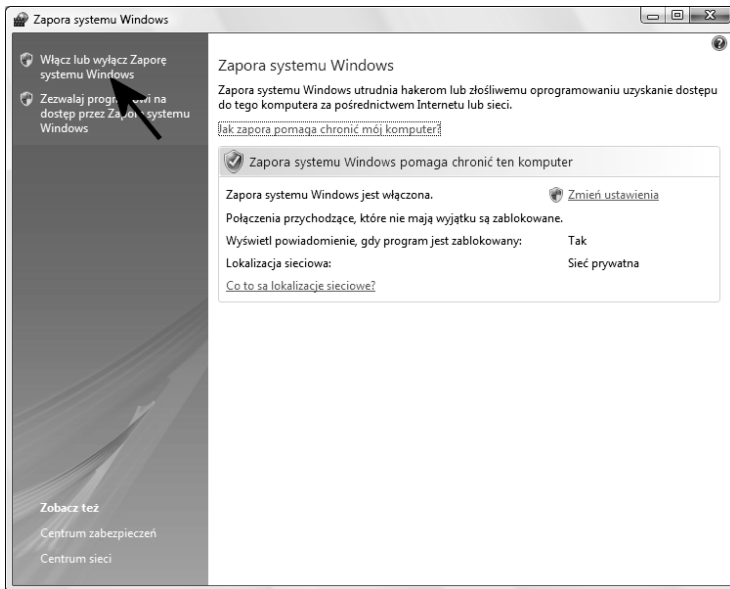 Zapora systemu Windows
Włącz lub wyłącz Zaporę
systemu Windows
Zezwalaj programowi na
dostęp przez Zaporę systemu
Windows
Zapora systemu Windows
Zapora systemu Windows utrudnia hakerom lub złośliwemu oprogramowaniu uzyskanie dostępu
do tego komputera za pośrednictwem Internetu lub sieci.
Jak zapora pomaga chronić mój komputer?
Zapora systemu Windows pomaga chronić ten komputer
Zapora systemu Windows jest włączona.
Zmień ustawienia
Połączenia przychodzące, które nie mają wyjątku są zablokowane.
Wyświetl powiadomienie, gdy program jest zablokowany: Tak
Lokalizacja sieciowa: Sieć prywatna
Co to są lokalizacje sieciowe?
Zobacz też
Centrum zabezpieczeń
Centrum sieci